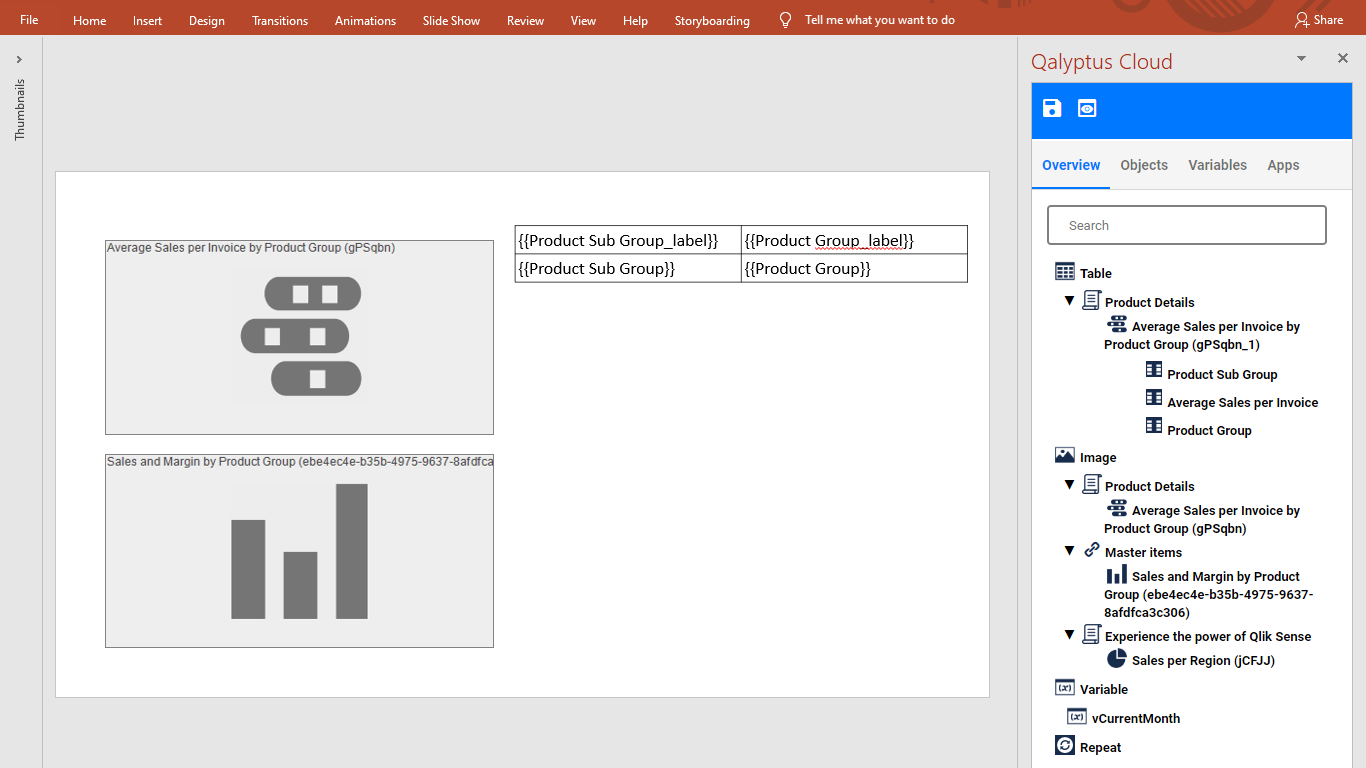 File Home Insert Design Transitions Animations Slide Show Review View Help Storyboarding Tell me what you want to do Share
Thumbnails
Average Sales per Invoice by Product Group (gPSqbn)
Sales and Margin by Product Group (ebe4ec4e-b35b-4975-9637-8afdfca
{{Product Sub Group_label}} {{Product Group_label}}
{{Product Sub Group}} {{Product Group}}
Qalyptus Cloud
Overview Objects Variables Apps
Search
Table
Product Details
Average Sales per Invoice by
Product Group (gPSqbn_1)
Product Sub Group
Average Sales per Invoice
Product Group
Image
Product Details
Average Sales per Invoice by
Product Group (gPSqbn)
Master items
Sales and Margin by Product
Group (ebe4ec4e-b35b-4975-9637-
8afdfca3c306)
Experience the power of Qlik Sense
Sales per Region (jCFJJ)
(x) Variable
(x) vCurrentMonth
Repeat